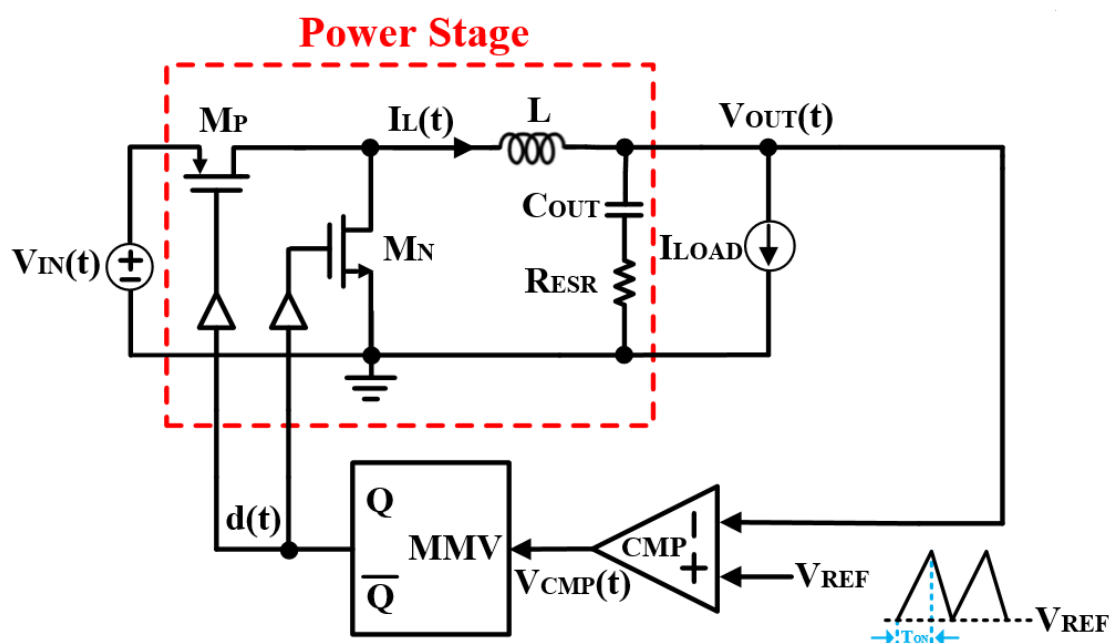 Power Stage
MP
IL(t)
L
VOUT(t)
COUT
MN
VIN(t)
ILOAD
RESR
d(t)
Q
MMV
Q
CMP
VCMP(t)
VREF
VREF
TON